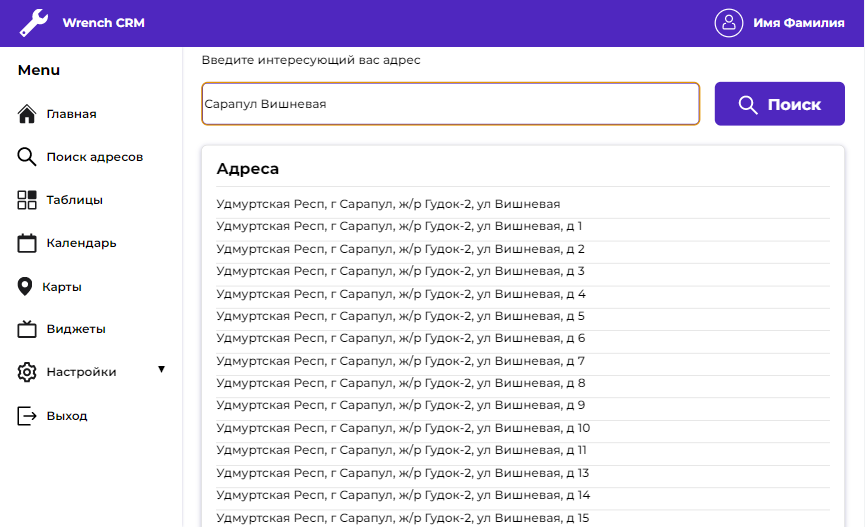 Wrench CRM
Имя Фамилия
Menu
Главная
Поиск адресов
Таблицы
Календарь
Карты
Виджеты
Настройки
Выход
Введите интересующий вас адрес
Сарапул Вишневая
Поиск
Адреса
Удмуртская Респ, г Сарапул, ж/р Гудок-2, ул Вишневая
Удмуртская Респ, г Сарапул, ж/р Гудок-2, ул Вишневая, д 1
Удмуртская Респ, г Сарапул, ж/р Гудок-2, ул Вишневая, д 2
Удмуртская Респ, г Сарапул, ж/р Гудок-2, ул Вишневая, д 3
Удмуртская Респ, г Сарапул, ж/р Гудок-2, ул Вишневая, д 4
Удмуртская Респ, г Сарапул, ж/р Гудок-2, ул Вишневая, д 5
Удмуртская Респ, г Сарапул, ж/р Гудок-2, ул Вишневая, д 6
Удмуртская Респ, г Сарапул, ж/р Гудок-2, ул Вишневая, д 7
Удмуртская Респ, г Сарапул, ж/р Гудок-2, ул Вишневая, д 8
Удмуртская Респ, г Сарапул, ж/р Гудок-2, ул Вишневая, д 9
Удмуртская Респ, г Сарапул, ж/р Гудок-2, ул Вишневая, д 10
Удмуртская Респ, г Сарапул, ж/р Гудок-2, ул Вишневая, д 11
Удмуртская Респ, г Сарапул, ж/р Гудок-2, ул Вишневая, д 13
Удмуртская Респ, г Сарапул, ж/р Гудок-2, ул Вишневая, д 14
Удмуртская Респ, г Сарапул, ж/р Гудок-2, ул Вишневая, д 15